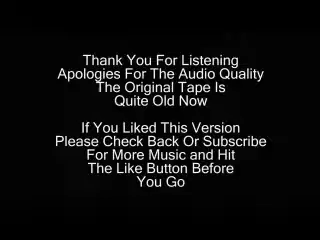 Thank You For Listening
Apologies For The Audio Quality
The Original Tape Is
Quite Old Now
If You Liked This Version
Please Check Back Or Subscribe
For More Music and Hit
The Like Button Before
You Go